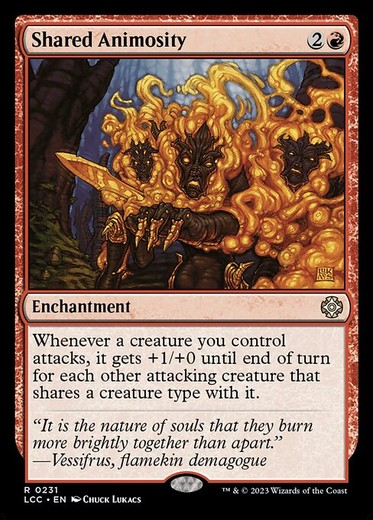 Shared Animosity 2
Enchantment
Whenever a creature you control
attacks, it gets +1/+0 until end of turn
for each other attacking creature that
shares a creature type with it.
“It is the nature of souls that they burn
more brightly together than apart.”
—Vessifrus, flamekin demagogue
R 0231
LCC • EN CHUCK LUKACS
™ & © 2023 Wizards of the Coast